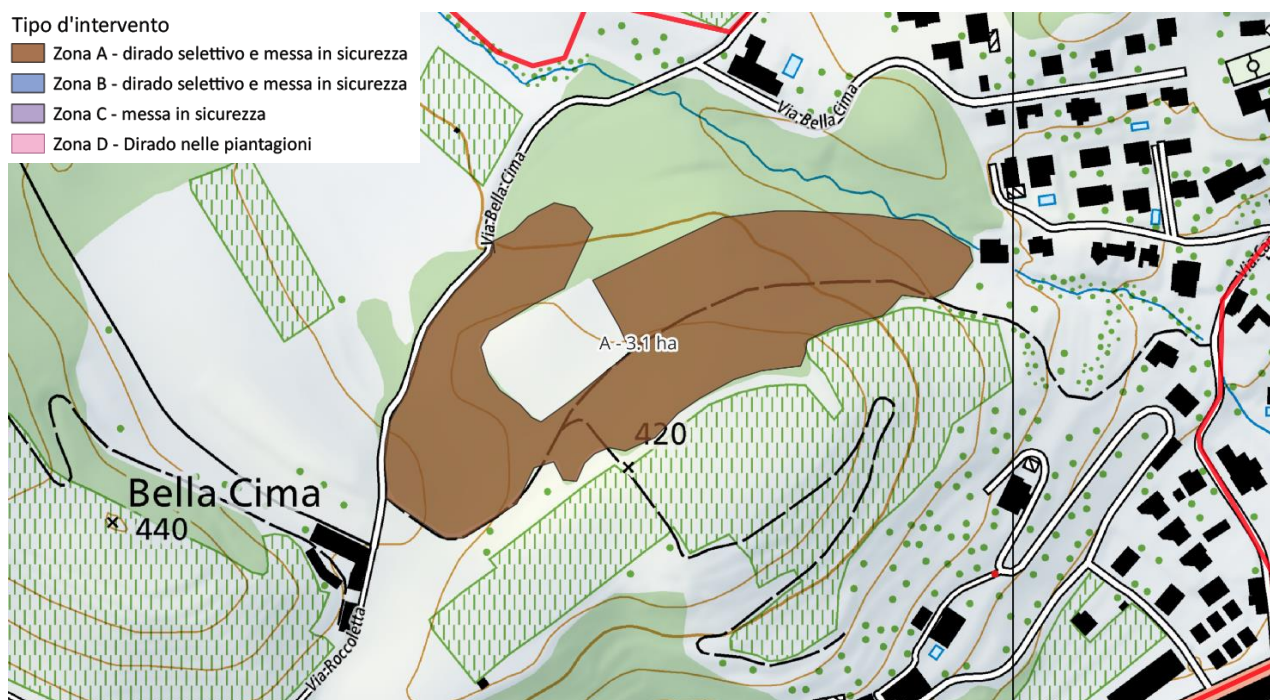 Tipo d'intervento
Zona A - dirado selettivo e messa in sicurezza
Zona B - dirado selettivo e messa in sicurezza
Zona C - messa in sicurezza
Zona D - Dirado nelle piantagioni
Via Bella Cima
Via Bella Cima
A - 3.1 ha
420
Bella Cima
440
Via Roccoletta